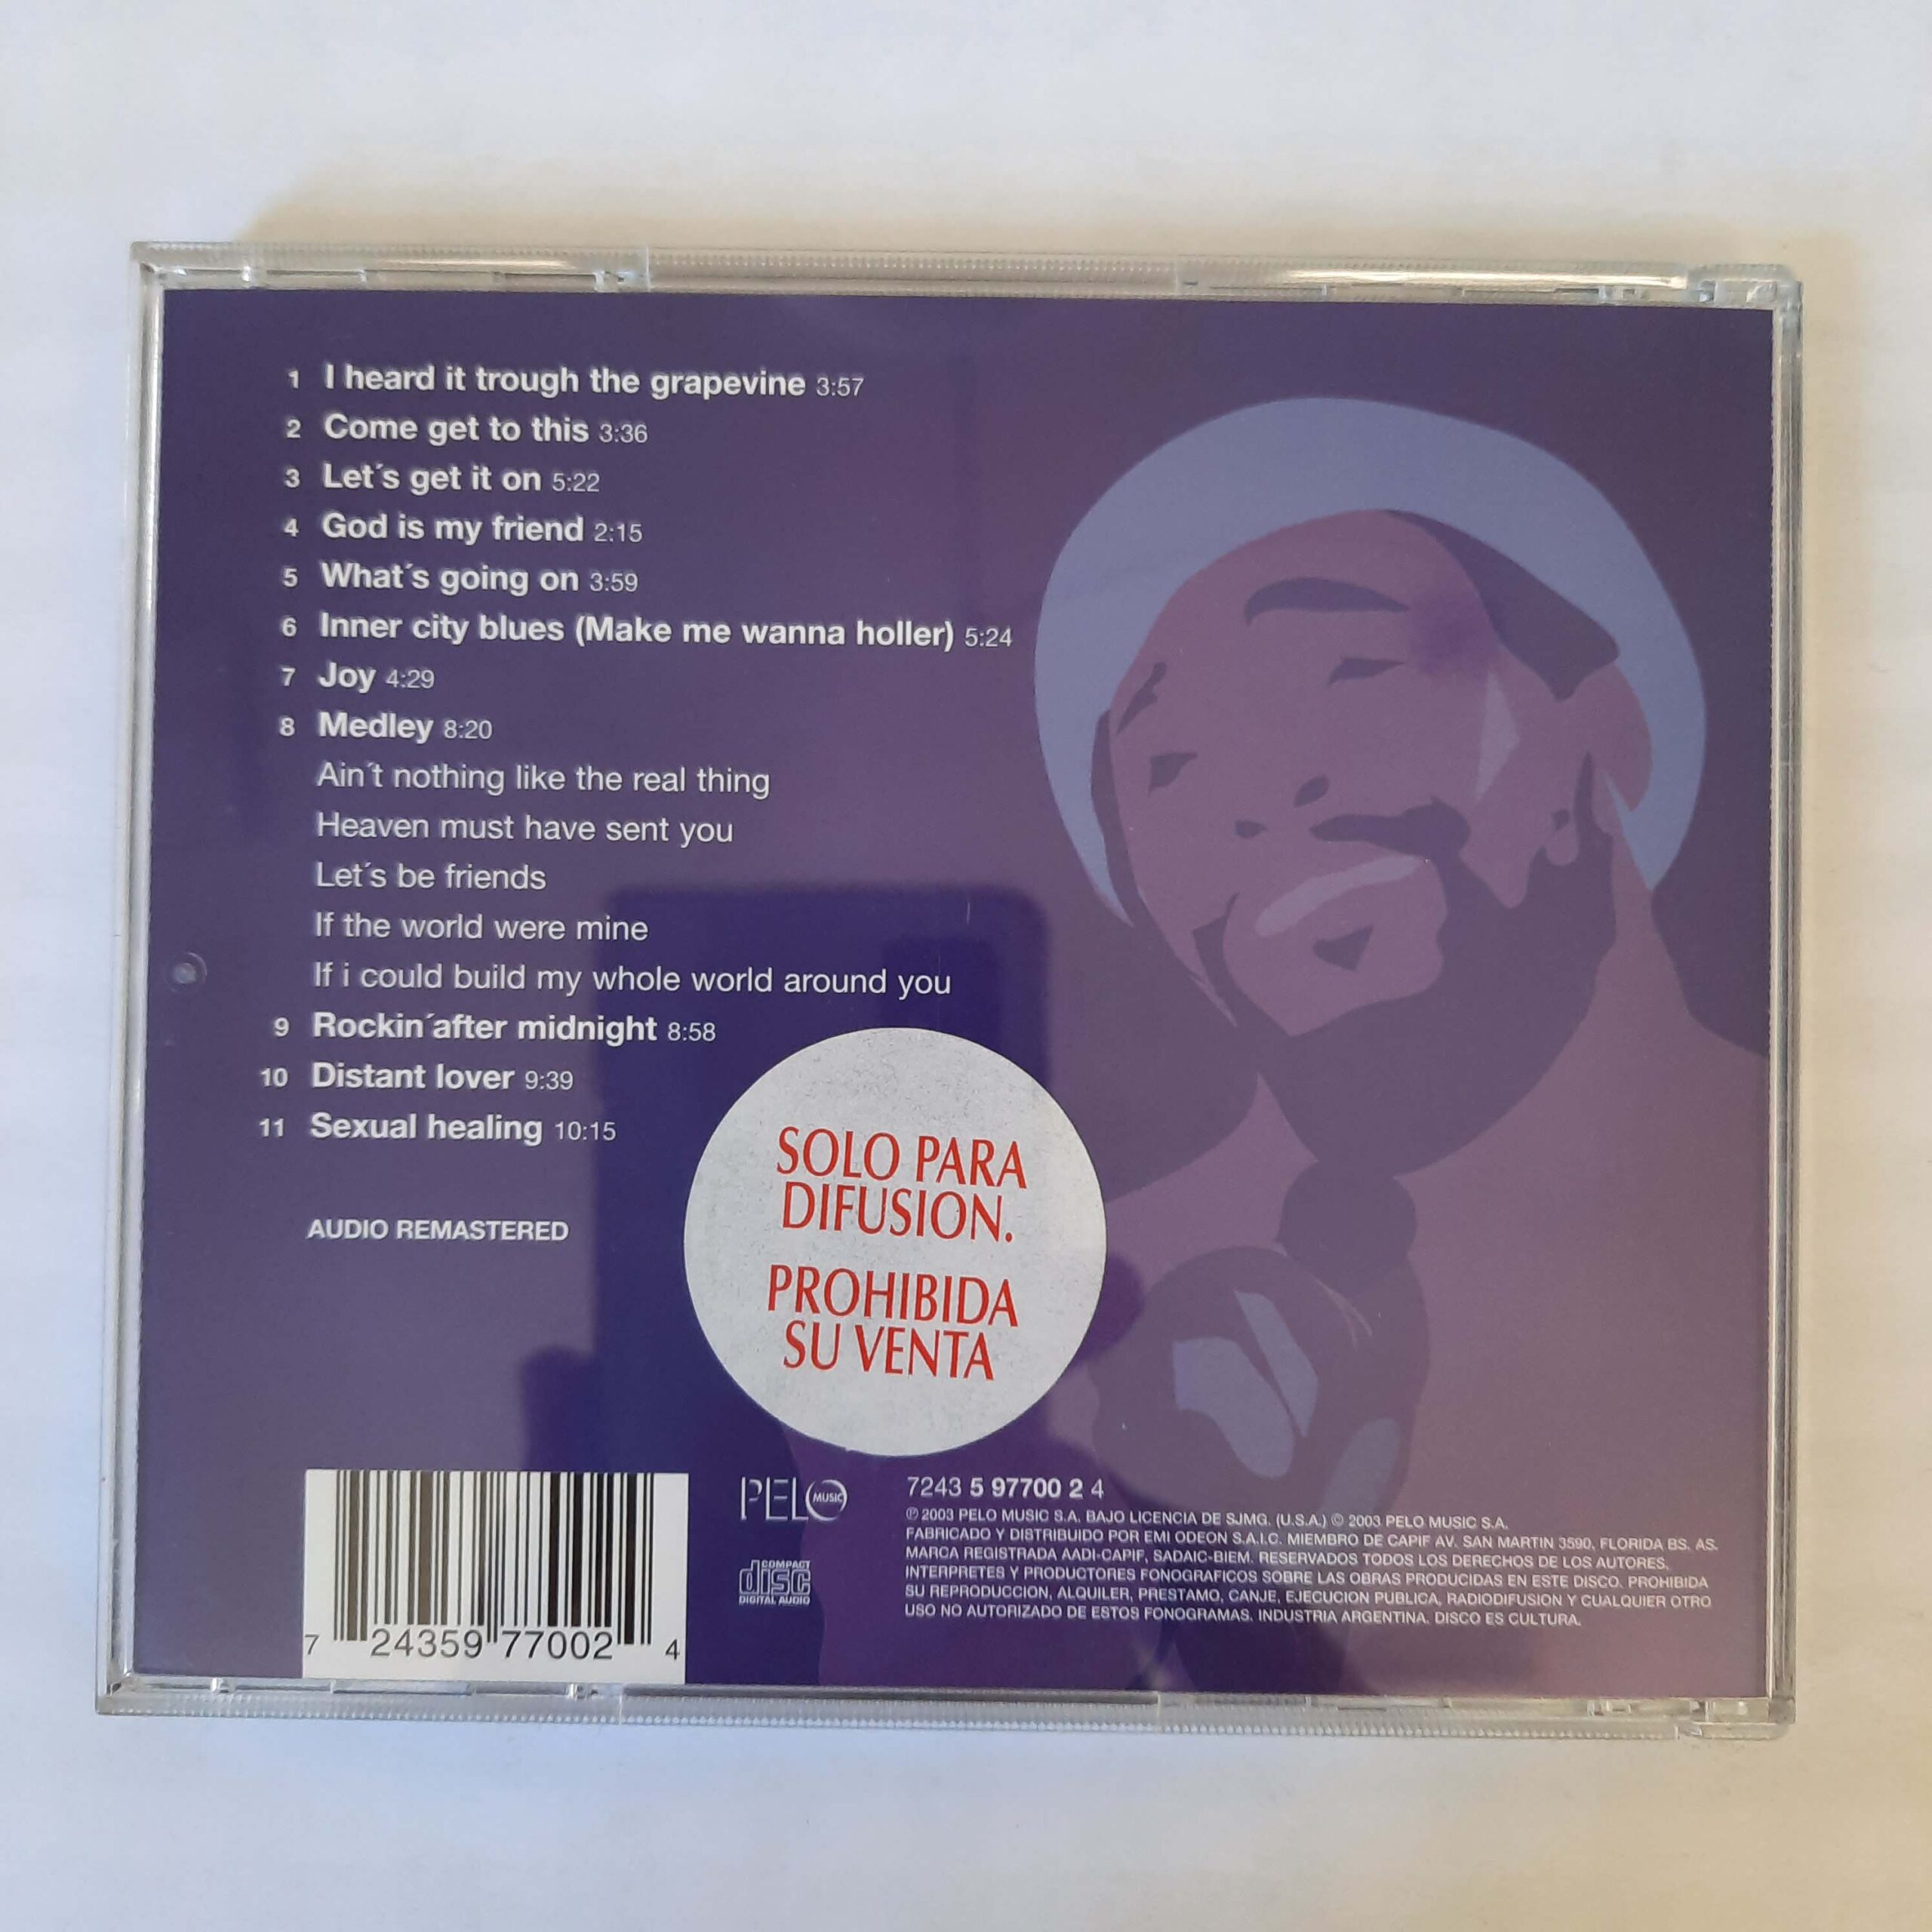 1 I heard it trough the grapevine 3:57
2 Come get to this 3:36
3 Let´s get it on 5:22
4 God is my friend 2:15
5 What´s going on 3:59
6 Inner city blues (Make me wanna holler) 5:24
7 Joy 4:29
8 Medley 8:20
Ain´t nothing like the real thing
Heaven must have sent you
Let´s be friends
If the world were mine
If i could build my whole world around you
9 Rockin´after midnight 8:58
10 Distant lover 9:39
11 Sexual healing 10:15
AUDIO REMASTERED
SOLO PARA
DIFUSION.
PROHIBIDA
SU VENTA
7 24359 77002 4
PELO MUSIC
COMPACT
disc
DIGITAL AUDIO
7243 5 97700 2 4
℗ 2003 PELO MUSIC S.A. BAJO LICENCIA DE SJMG. (U.S.A.) © 2003 PELO MUSIC S.A.
FABRICADO Y DISTRIBUIDO POR EMI ODEON S.A.I.C. MIEMBRO DE CAPIF AV. SAN MARTIN 3590, FLORIDA BS. AS.
MARCA REGISTRADA AADI-CAPIF, SADAIC-BIEM. RESERVADOS TODOS LOS DERECHOS DE LOS AUTORES,
INTERPRETES Y PRODUCTORES FONOGRAFICOS SOBRE LAS OBRAS PRODUCIDAS EN ESTE DISCO. PROHIBIDA
SU REPRODUCCION, ALQUILER, PRESTAMO, CANJE, EJECUCION PUBLICA, RADIODIFUSION Y CUALQUIER OTRO
USO NO AUTORIZADO DE ESTOS FONOGRAMAS. INDUSTRIA ARGENTINA. DISCO ES CULTURA.